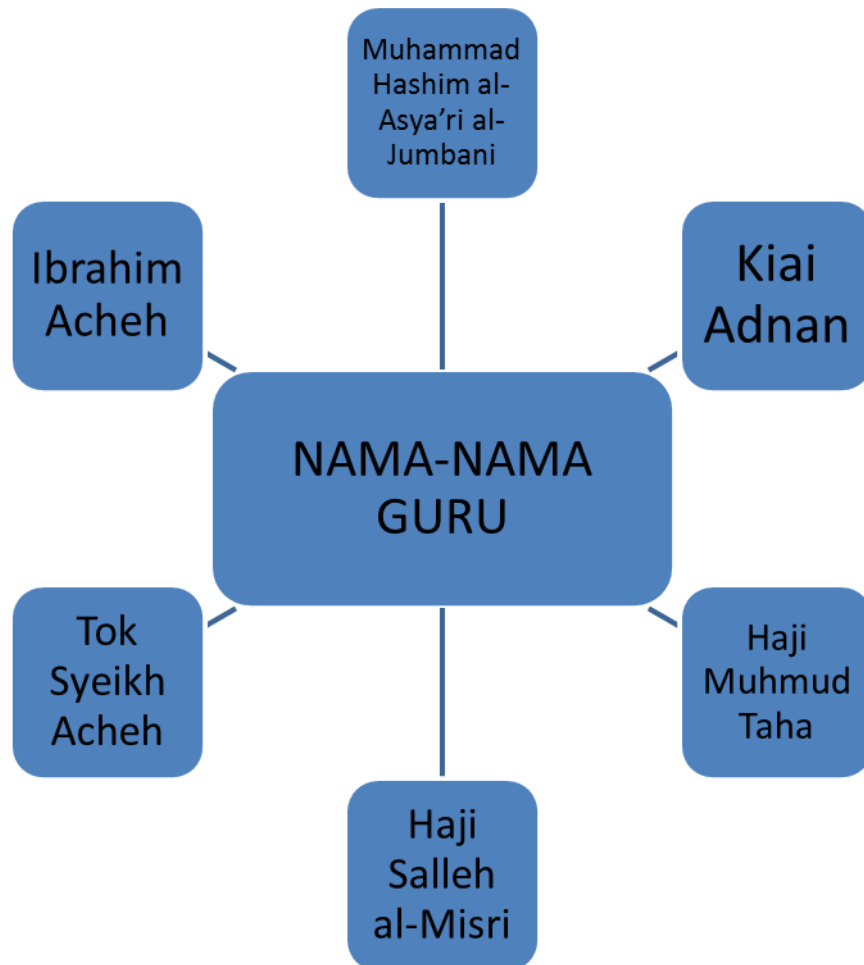 Muhammad
Hashim al-
Asya’ri al-
Jumbani
Ibrahim
Acheh
Kiai
Adnan
NAMA-NAMA
GURU
Tok
Syeikh
Acheh
Haji
Muhmud
Taha
Haji
Salleh
al-Misri